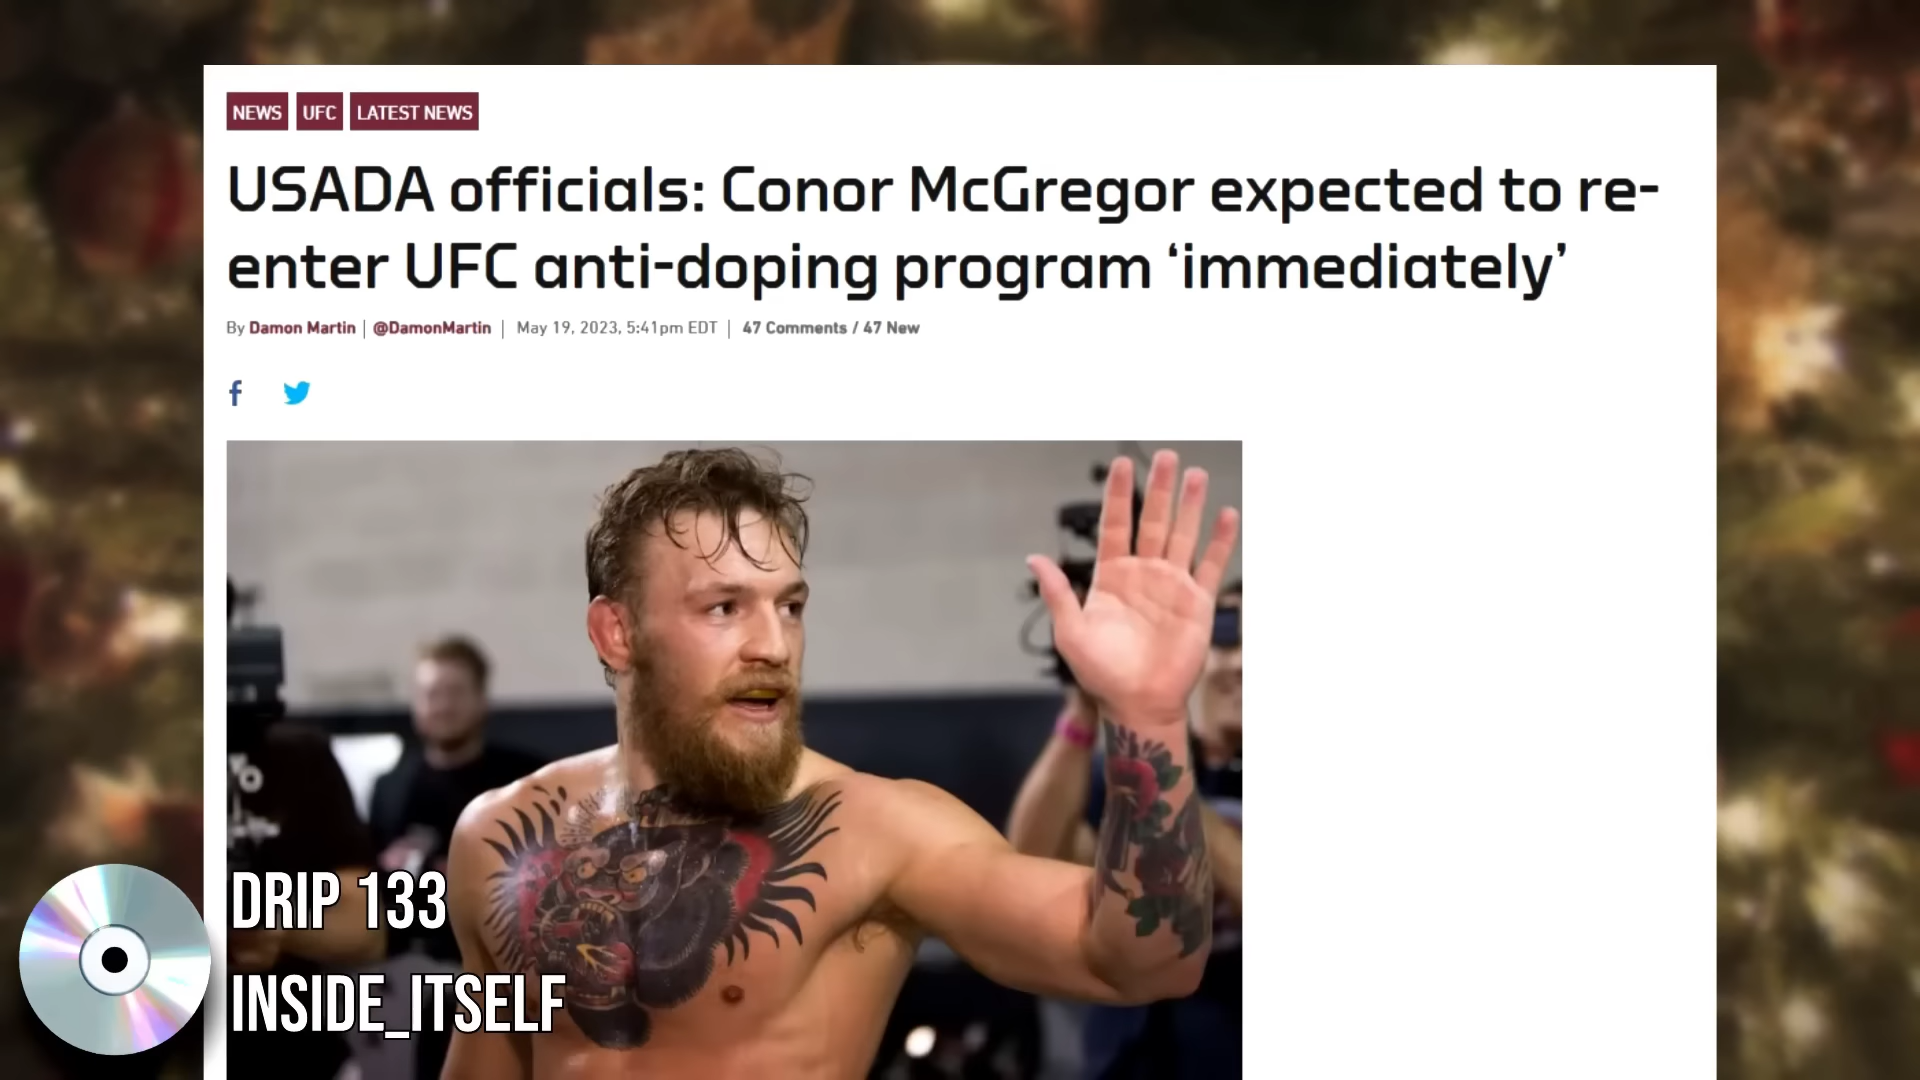 NEWS UFC LATEST NEWS
USADA officials: Conor McGregor expected to re-
enter UFC anti-doping program ‘immediately’
By Damon Martin | @DamonMartin | May 19, 2023, 5:41pm EDT | 47 Comments / 47 New
DRIP 133
INSIDE_ITSELF